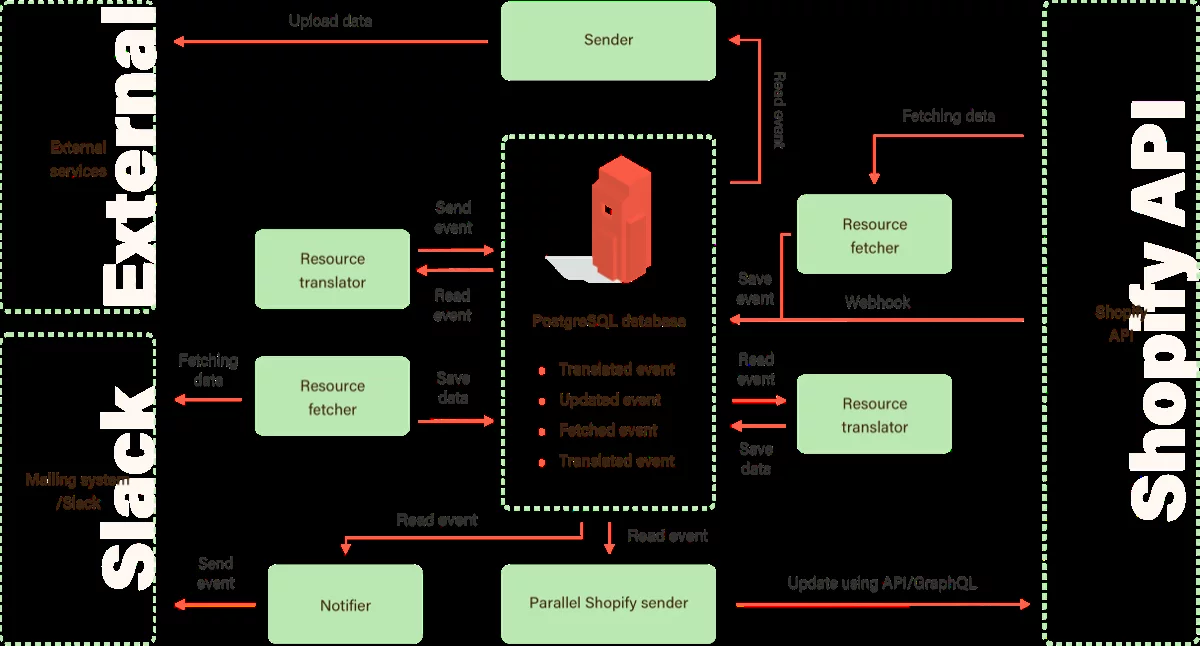 External
Upload data
Sender
Read event
External
services
Fetching data
Shopify API
Resource
fetcher
Send
event
Resource
translator
Read
event
Save
event
Webhook
Shopify
API
PostgreSQL database
Translated event
Updated event
Fetched event
Translated event
Slack
Fetching
data
Resource
fetcher
Save
data
Read
event
Resource
translator
Save
data
Mailing system
/Slack
Read event
Read event
Send
event
Notifier
Parallel Shopify sender
Update using API/GraphQL